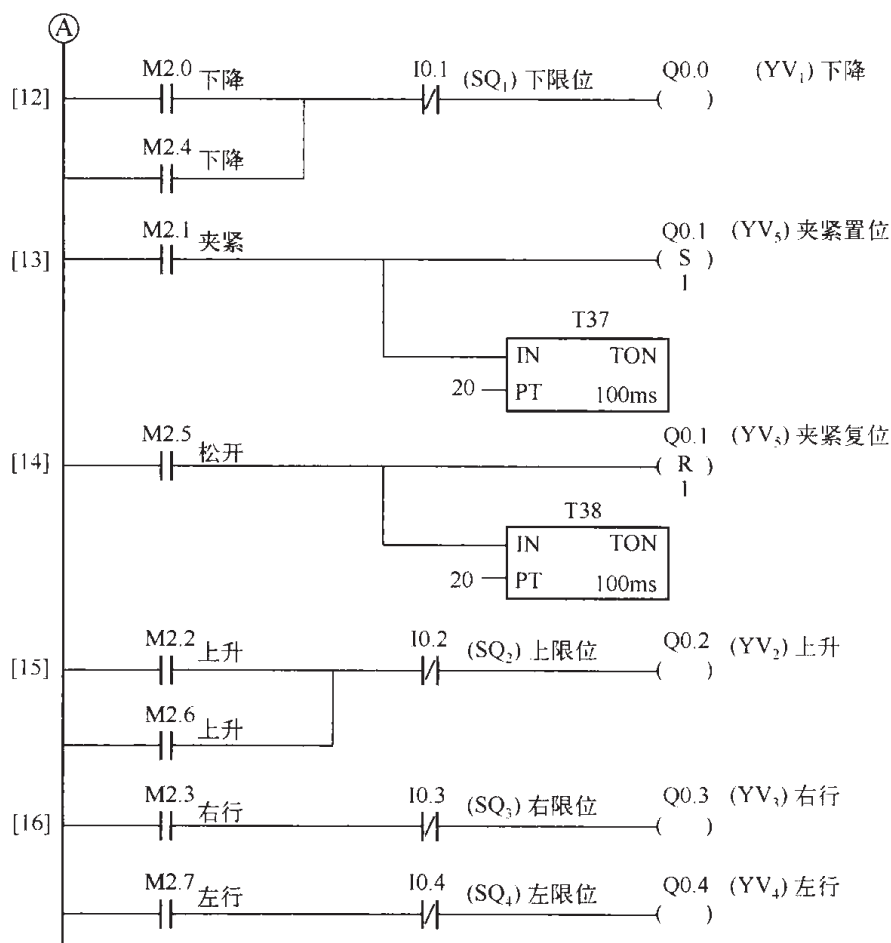 A
M2.0 下降 I0.1 (SQ₁) 下限位 Q0.0 (YV₁) 下降
[12] ( )
M2.4 下降
M2.1 夹紧 Q0.1 (YV₅) 夹紧置位
[13] ( S )
1
T37
IN TON
20 PT 100ms
M2.5 松开 Q0.1 (YV₅) 夹紧复位
[14] ( R )
1
T38
IN TON
20 PT 100ms
M2.2 上升 I0.2 (SQ₂) 上限位 Q0.2 (YV₂) 上升
[15] ( )
M2.6 上升
M2.3 右行 I0.3 (SQ₃) 右限位 Q0.3 (YV₃) 右行
[16] ( )
M2.7 左行 I0.4 (SQ₄) 左限位 Q0.4 (YV₄) 左行
( )